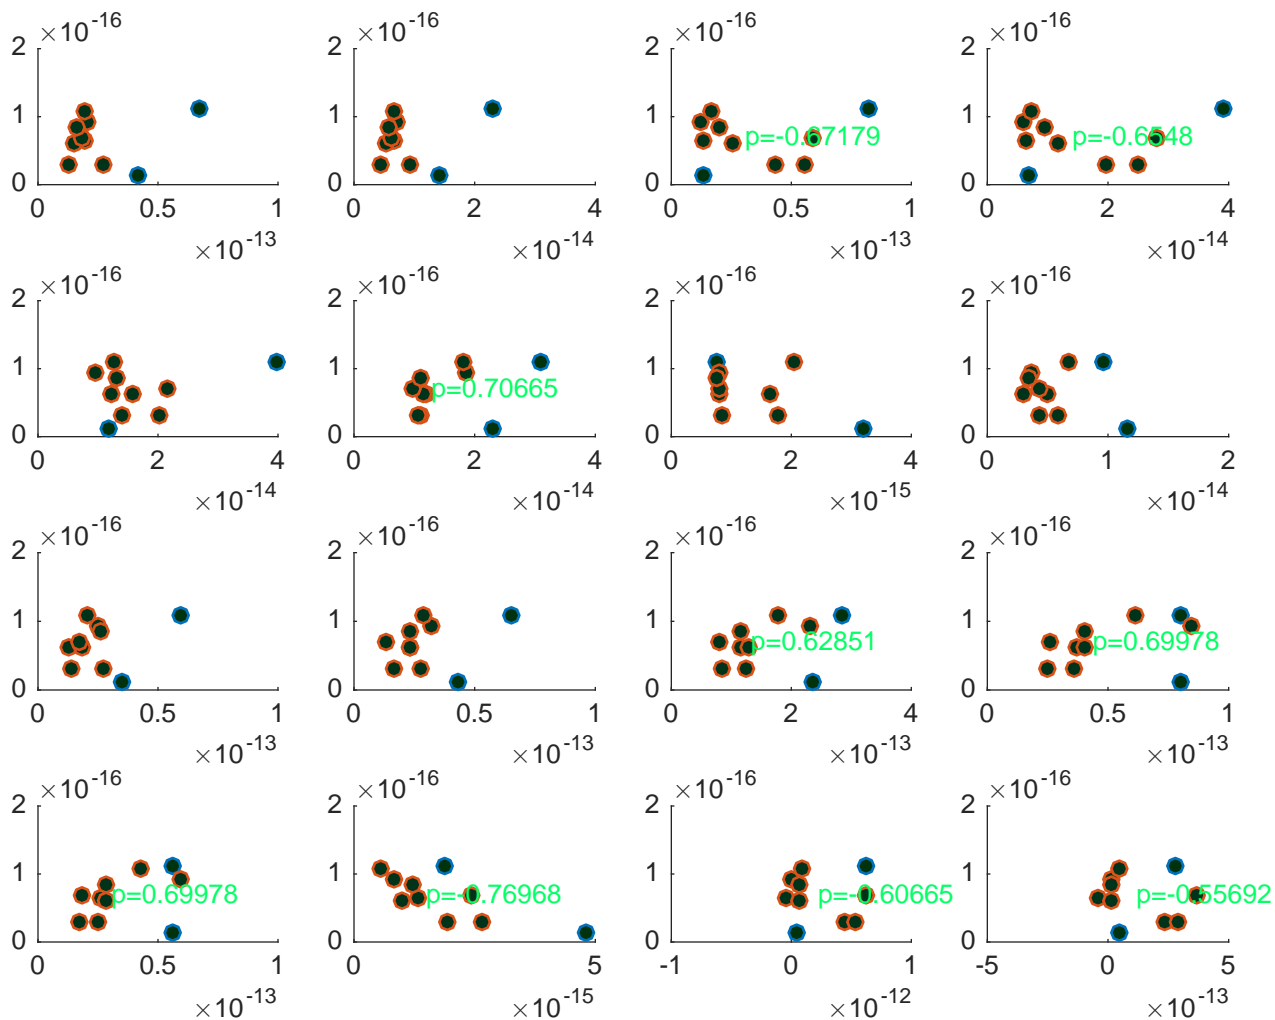 ×10-16 ×10-16 ×10-16 ×10-16
2 2 2 2
1 1 1 1
p=-0.67179 p=-0.6548
0 0 0 0
0 0.5 1 0 2 4 0 0.5 1 0 2 4
×10-13 ×10-14 ×10-13 ×10-14
×10-16 ×10-16 ×10-16 ×10-16
2 2 2 2
1 1 1 1
p=0.70665
0 0 0 0
0 2 4 0 2 4 0 2 4 0 1 2
×10-14 ×10-14 ×10-15 ×10-14
×10-16 ×10-16 ×10-16 ×10-16
2 2 2 2
1 1 1 1
p=0.62851 p=0.69978
0 0 0 0
0 0.5 1 0 0.5 1 0 2 4 0 0.5 1
×10-13 ×10-13 ×10-13 ×10-13
×10-16 ×10-16 ×10-16 ×10-16
2 2 2 2
1 1 1 1
p=0.69978 p=-0.76968 p=-0.60665 p=-0.55692
0 0 0 0
0 0.5 1 0 5 -1 0 1 -5 0 5
×10-13 ×10-15 ×10-12 ×10-13